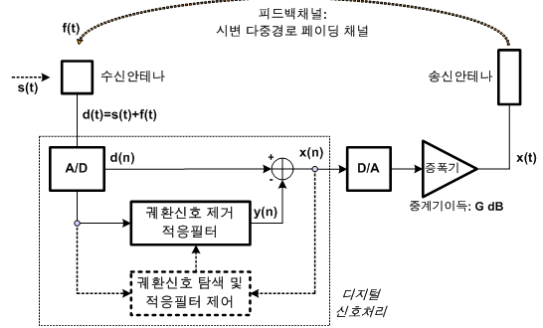 피드백채널:
시변 다중경로 페이딩 채널
f(t)
수신안테나
송신안테나
s(t)
d(t)=s(t)+f(t)
A/D
d(n)
+
-
x(n)
D/A
증폭기
x(t)
중계기이득: G dB
궤환신호 제거
적응필터
y(n)
궤환신호 탐색 및
적응필터 제어
디지털
신호처리